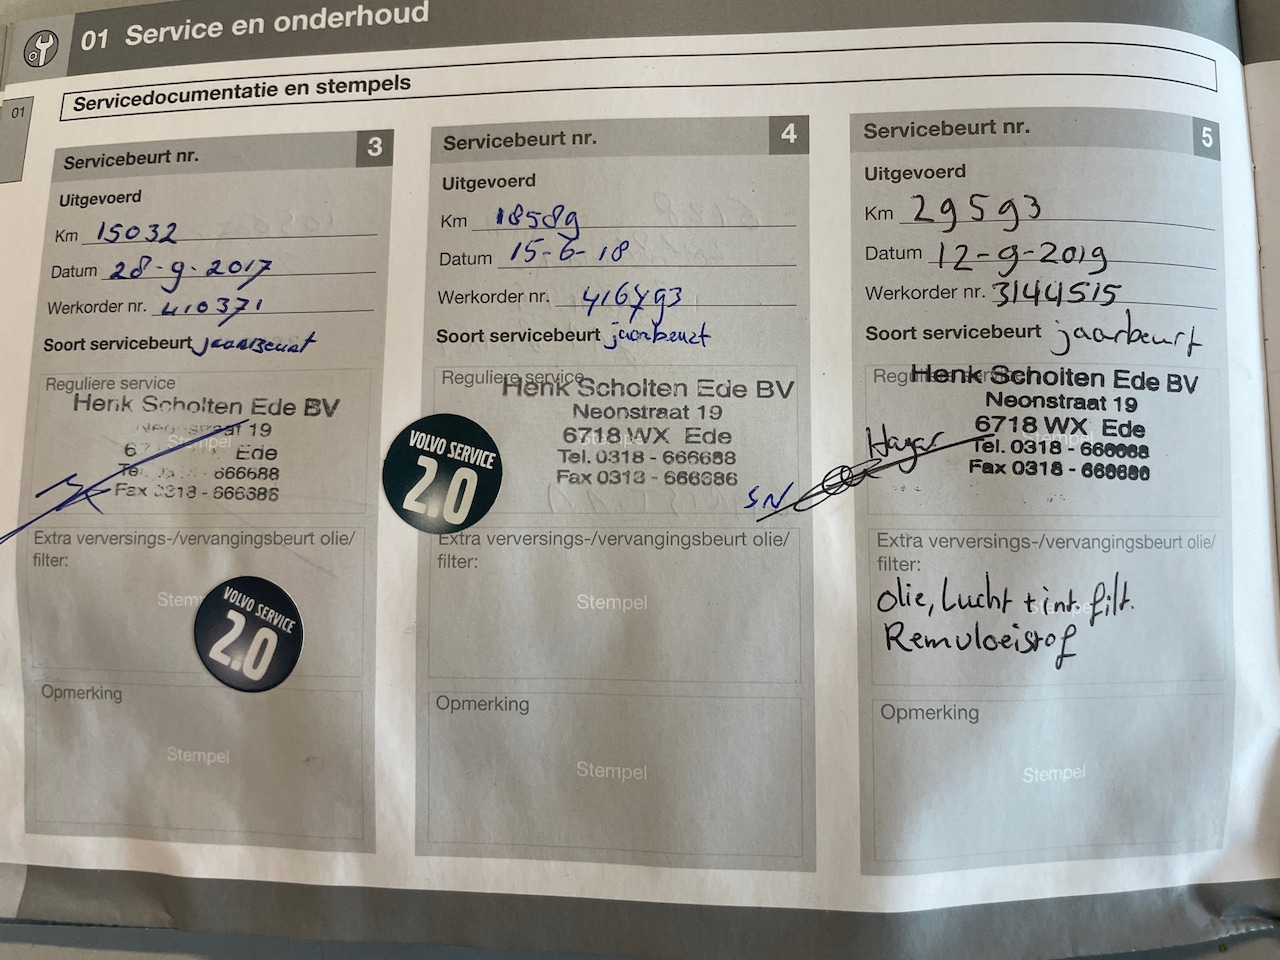 01 Service en onderhoud
01
Servicedocumentatie en stempels
Servicebeurt nr. 3
Uitgevoerd
Km 15032
Datum 28-9-2017
Werkorder nr. 410371
Soort servicebeurt jaarbeurt
Reguliere service
Henk Scholten Ede BV
19
Stempel
Ede
666688
Fax 0318 - 666686
Extra verversings-/vervangingsbeurt olie/
filter:
VOLVO SERVICE
2.0
Opmerking
Stempel
Servicebeurt nr. 4
Uitgevoerd
Km 18589
Datum 15-6-18
Werkorder nr.
Soort servicebeurt jaarbeurt
Reguliere service
Henk Scholten Ede BV
Neonstraat 19
6718 WX Ede
Tel. 0318 - 666688
Fax 0318 - 666686
VOLVO SERVICE
2.0
SN
Extra verversings-/vervangingsbeurt olie/
filter:
Stempel
Opmerking
Stempel
Servicebeurt nr. 5
Uitgevoerd
Km 29593
Datum 12-9-2019
Werkorder nr. 3144515
Soort servicebeurt jaarbeurt
Henk Scholten Ede BV
Neonstraat 19
6718 WX Ede
Tel. 0318 - 666688
Fax 0318 - 666686
Extra verversings-/vervangingsbeurt olie/
filter:
olie, Lucht + int. filt.
Remvloeistof
Opmerking
Stempel